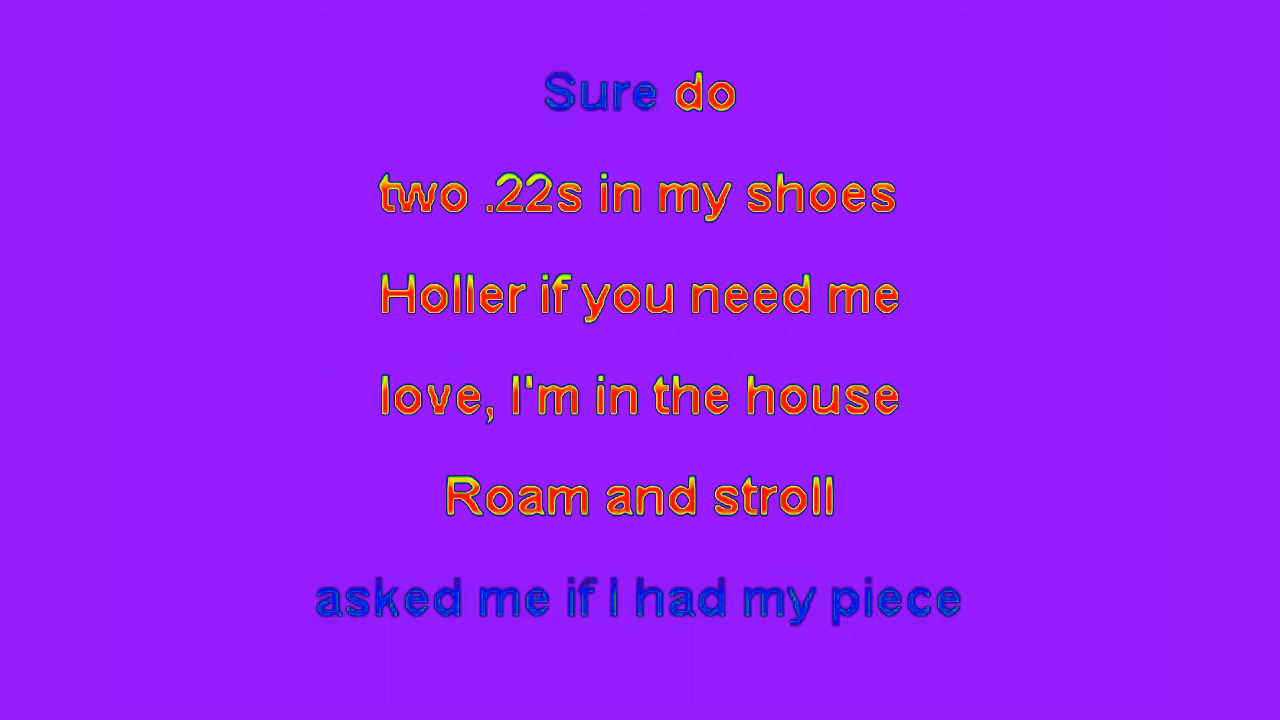 Sure do
two .22s in my shoes
Holler if you need me
love, I'm in the house
Roam and stroll
asked me if I had my piece